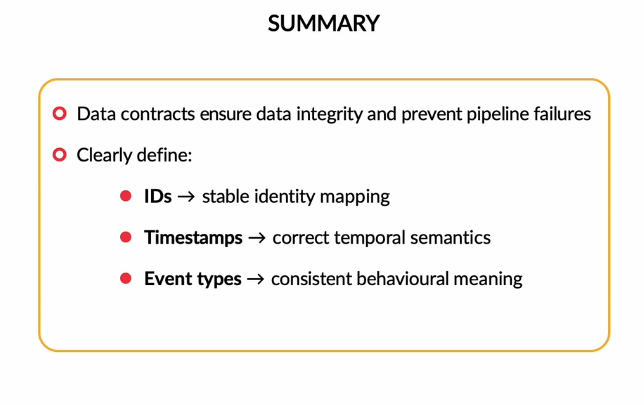 SUMMARY
Data contracts ensure data integrity and prevent pipeline failures
Clearly define:
IDs → stable identity mapping
Timestamps → correct temporal semantics
Event types → consistent behavioural meaning